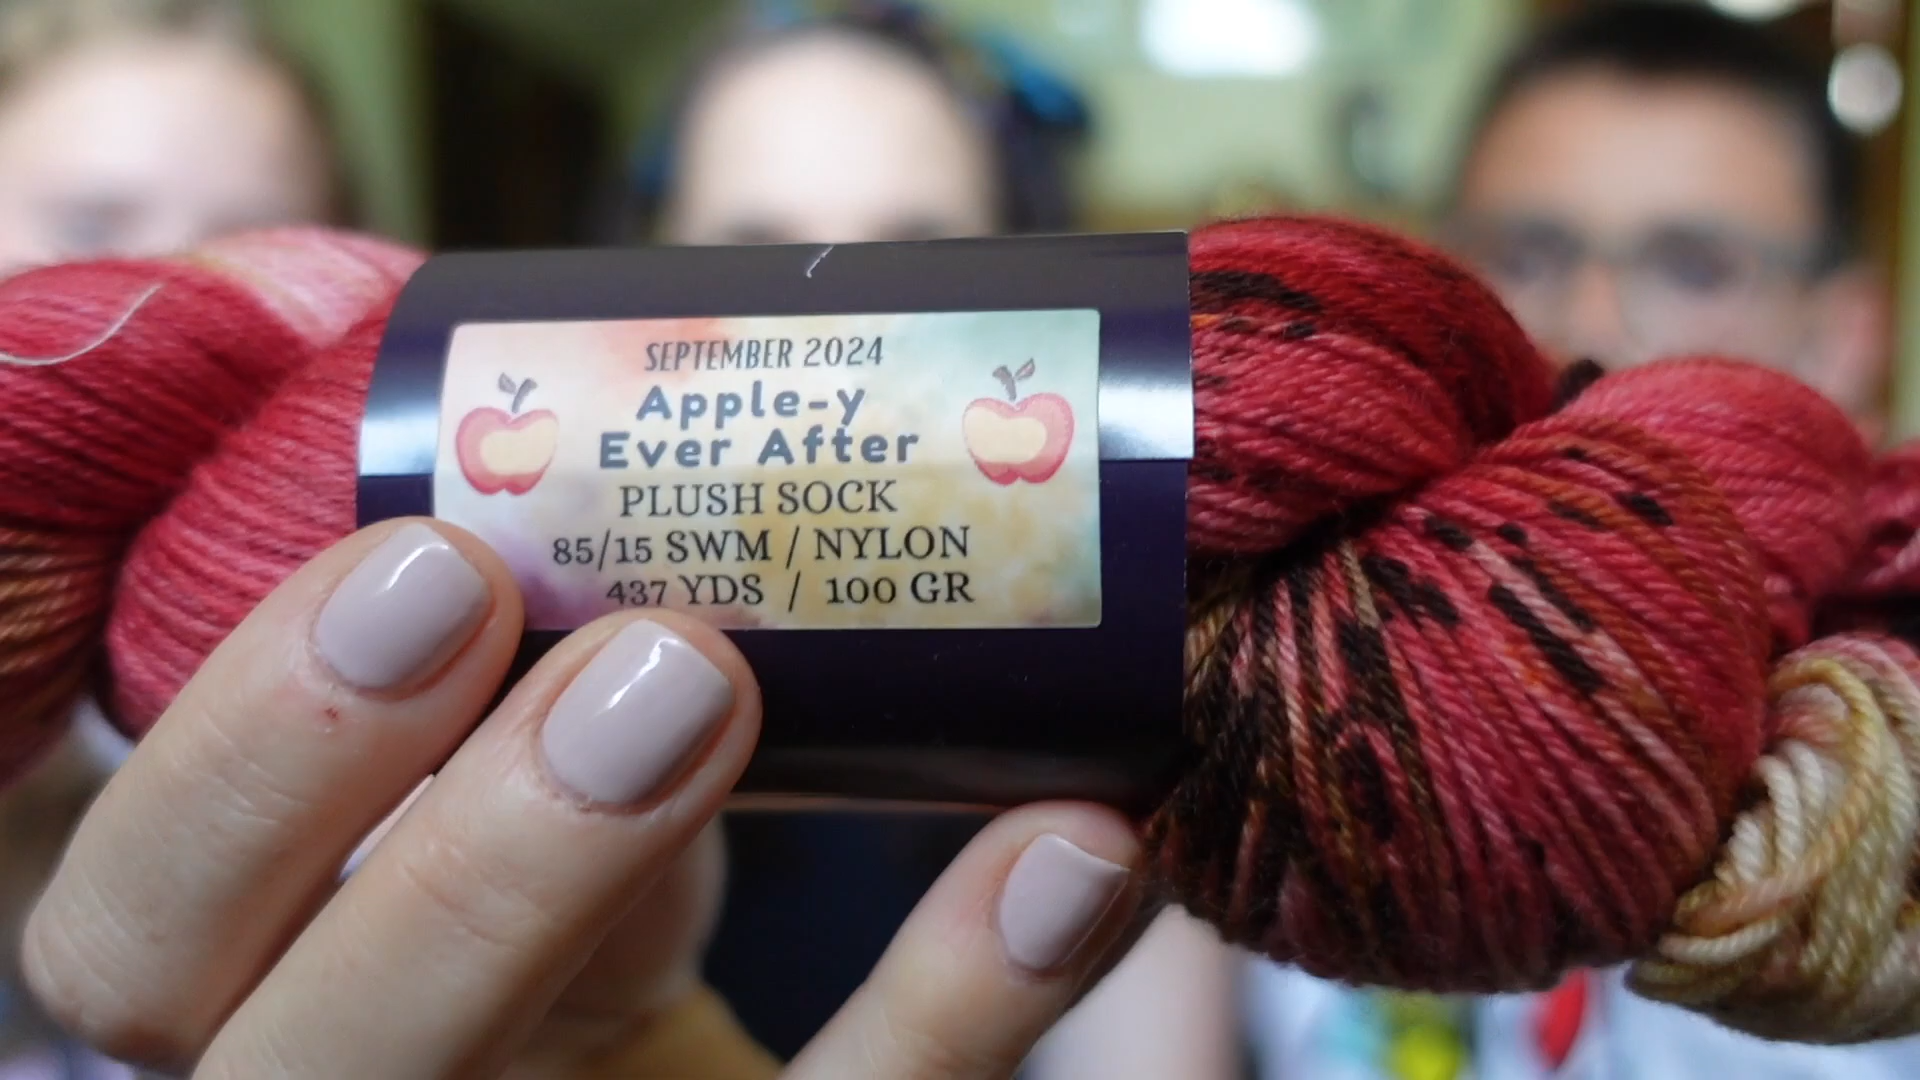 SEPTEMBER 2024
Apple-y
Ever After
PLUSH SOCK
85/15 SWM / NYLON
437 YDS / 100 GR